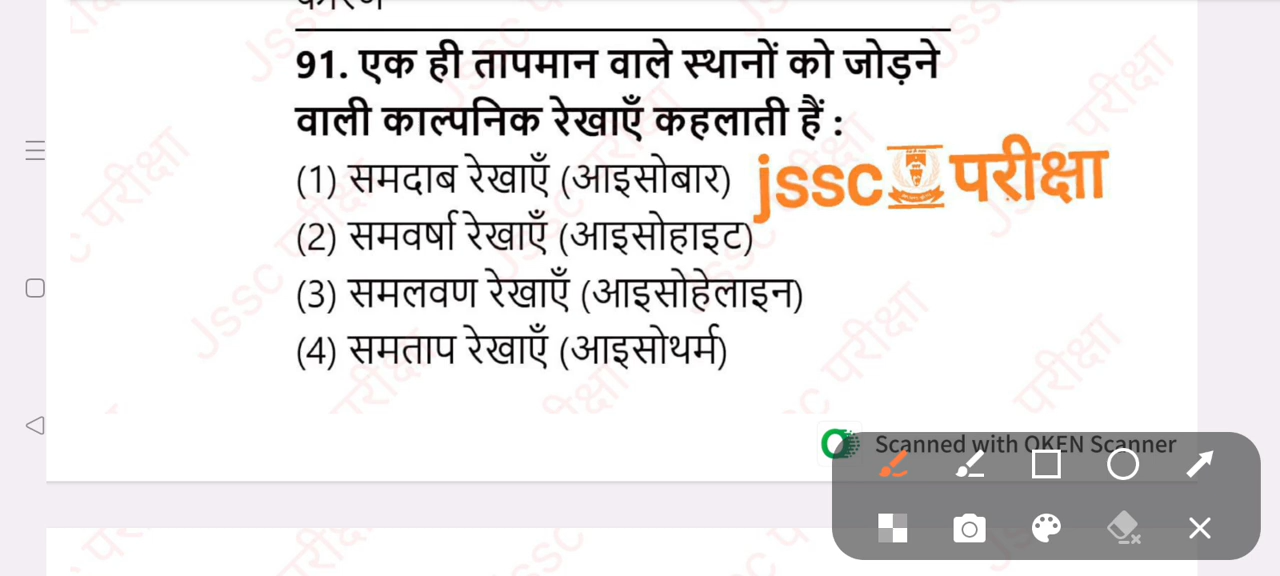 91. एक ही तापमान वाले स्थानों को जोड़ने
वाली काल्पनिक रेखाएँ कहलाती हैं :
(1) समदाब रेखाएँ (आइसोबार)
jssc परीक्षा
(2) समवर्षा रेखाएँ (आइसोहाइट)
(3) समलवण रेखाएँ (आइसोहेलाइन)
(4) समताप रेखाएँ (आइसोथर्म)
Scanned with OKEN Scanner